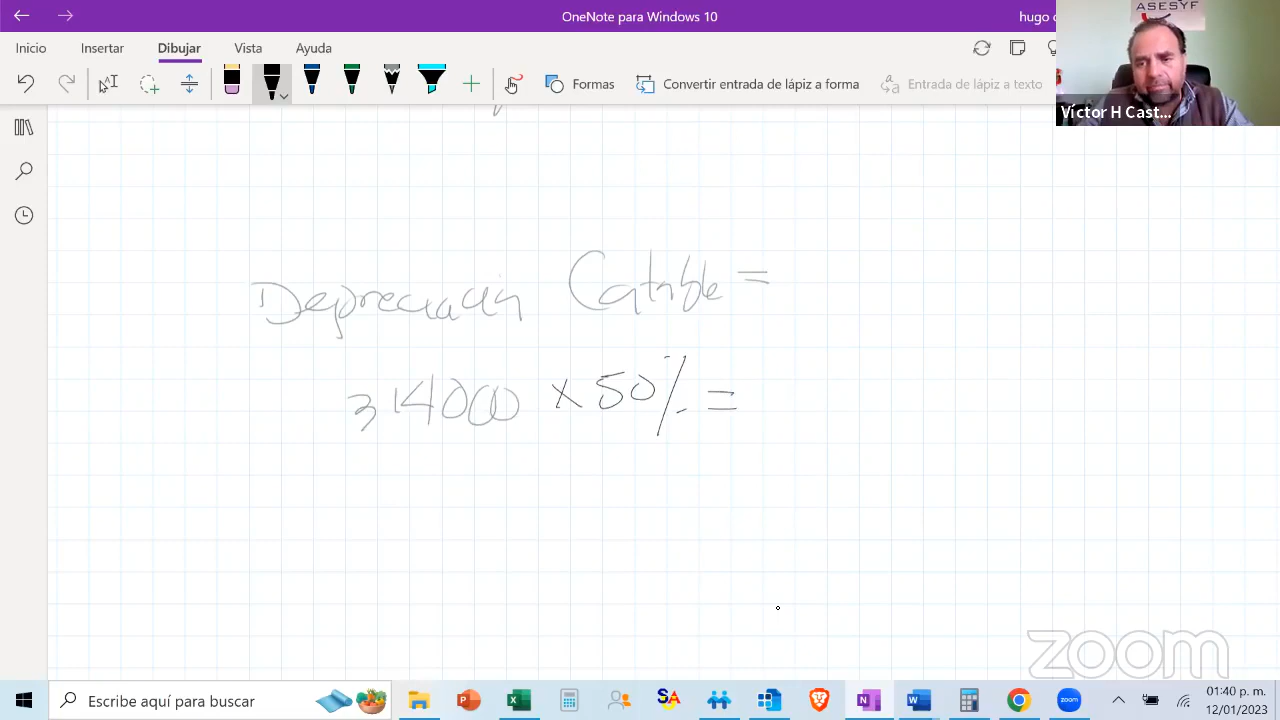 OneNote para Windows 10
hugo
Inicio Insertar Dibujar Vista Ayuda
Formas Convertir entrada de lápiz a forma Entrada de lápiz a texto
ASESYF
Víctor H Cast...
Depreciación Contable =
314000 x 50% =
zoom
Escribe aquí para buscar
01:40 p. m.
12/01/2023